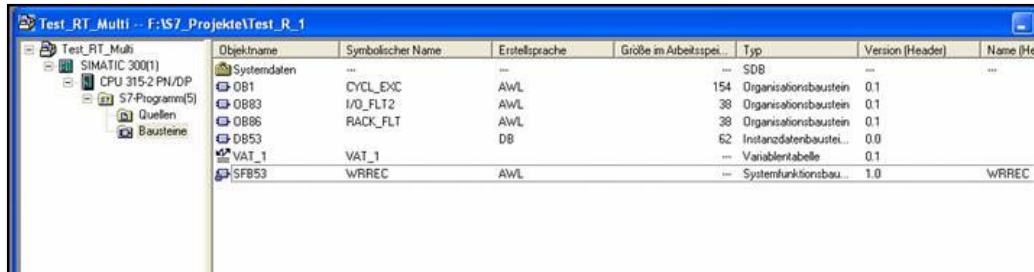 Test_RT_Multi -- F:\S7_Projekte\Test_R_1
Test_RT_Multi
SIMATIC 300(1)
CPU 315-2 PN/DP
S7-Programm(5)
Quellen
Bausteine
Objektname Symbolischer Name Erstellsprache Größe im Arbeitsspei... Typ Version (Header) Name (He
Systemdaten --- --- --- SDB --- ---
OB1 CYCL_EXC AWL 154 Organisationsbaustein 0.1
OB83 I/O_FLT2 AWL 38 Organisationsbaustein 0.1
OB86 RACK_FLT AWL 38 Organisationsbaustein 0.1
DB53 DB 62 Instanzdatenbaustei... 0.0
VAT_1 VAT_1 --- Variablentabelle 0.1
SFB53 WRREC AWL --- Systemfunktionsbau... 1.0 WRREC